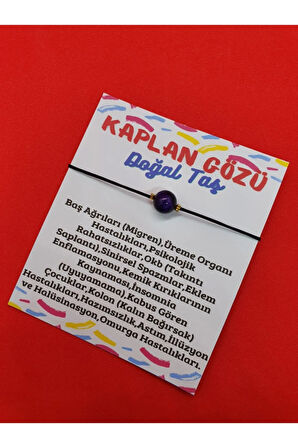 KAPLAN GÖZÜ
Doğal Taş
Baş Ağrıları (Migren),Üreme Organı
Hastalıkları,Psikolojik
Rahatsızlıklar,Okb (Takıntı
Saplantı),Sinirsel Spazmlar,Eklem
Enflamasyonu,Kemik Kırıklarının
Kaynaması,İnsomnia
(Uyuyamama),Kabus Gören
Çocuklar,Kolon (Kalın Bağırsak)
Hastalıkları,Hazımsızlık,Astım,İllüzyon
ve Halüsinasyon,Omurga Hastalıkları.